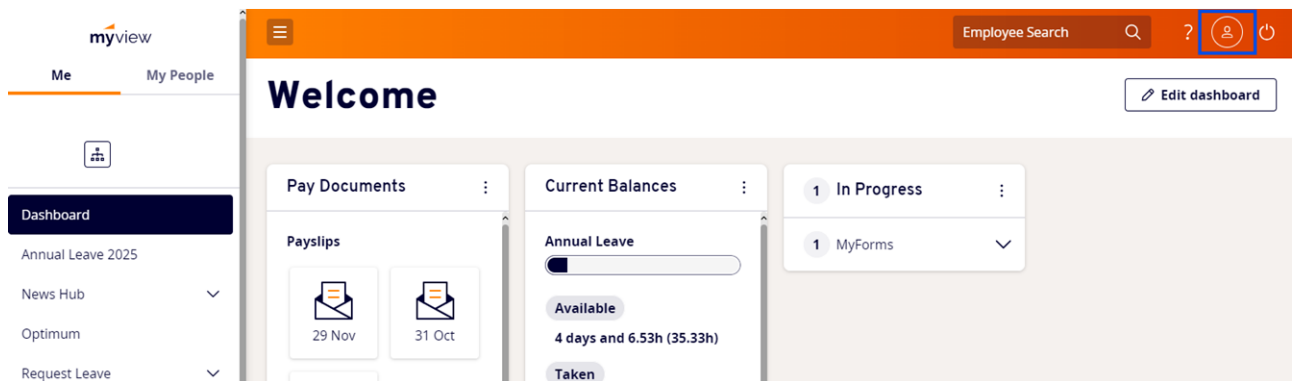 myview
Me
My People
Dashboard
Annual Leave 2025
News Hub
Optimum
Request Leave
Employee Search
?
Welcome
Edit dashboard
Pay Documents
Payslips
29 Nov
31 Oct
Current Balances
Annual Leave
Available
4 days and 6.53h (35.33h)
Taken
1 In Progress
1 MyForms